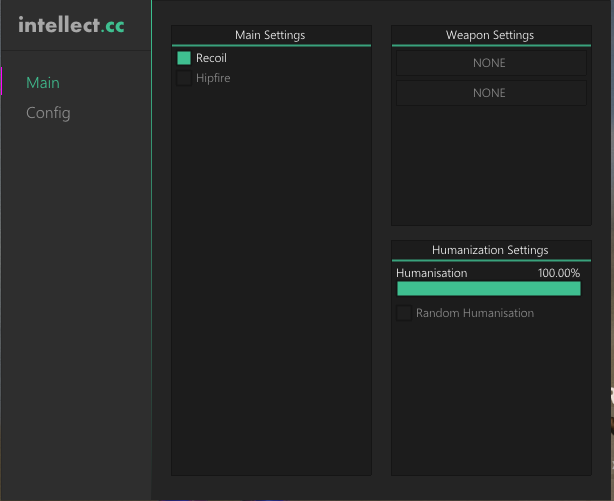 intellect.cc
Main
Config
Main Settings
Recoil
Hipfire
Weapon Settings
NONE
NONE
Humanization Settings
Humanisation 100.00%
Random Humanisation